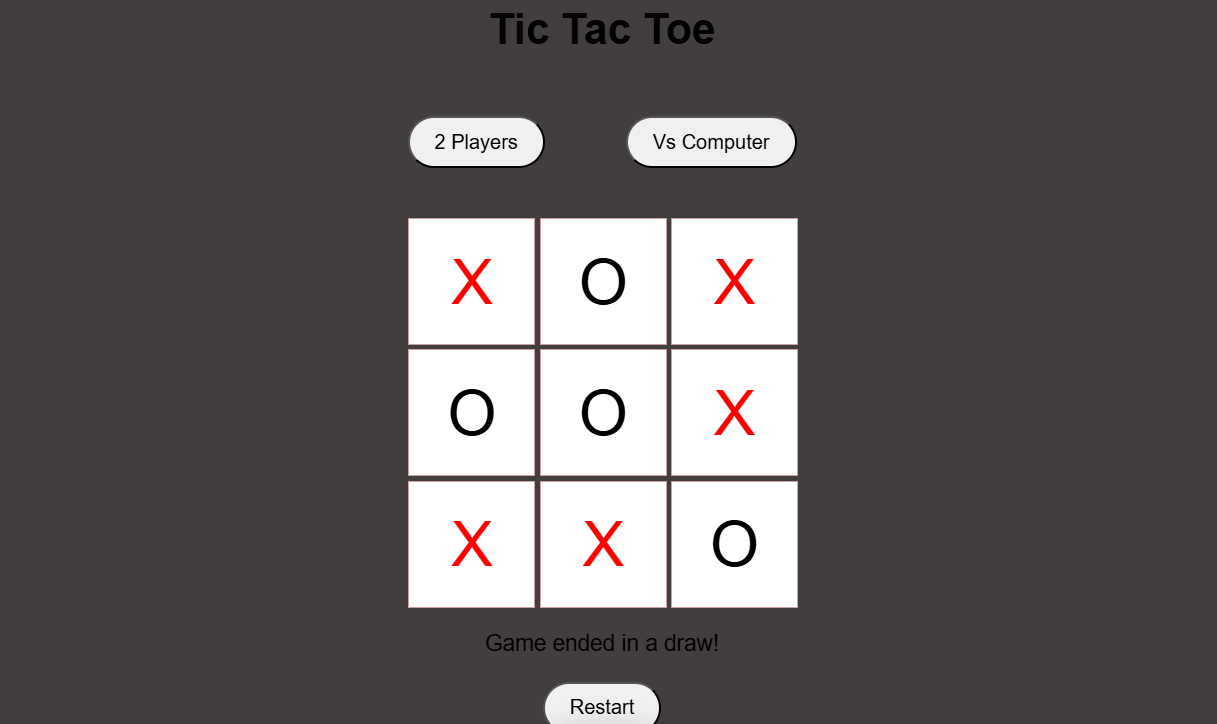 Tic Tac Toe
2 Players Vs Computer
X O X
O O X
X X O
Game ended in a draw!
Restart